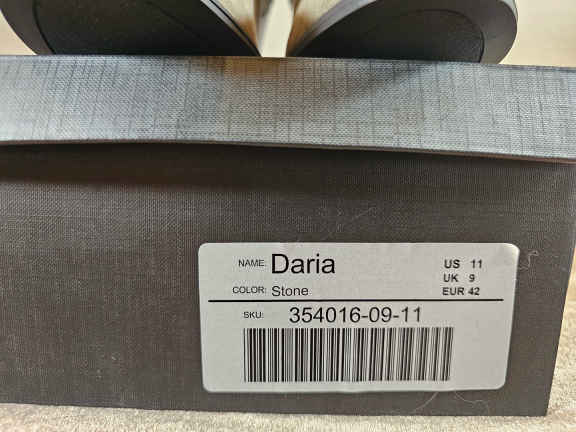 NAME: Daria
COLOR: Stone
US 11
UK 9
EUR 42
SKU: 354016-09-11